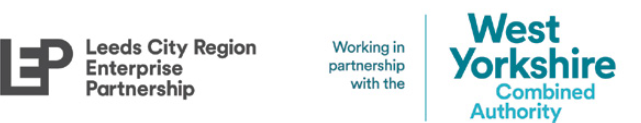 LEP
Leeds City Region
Enterprise
Partnership
Working in
partnership
with the
West
Yorkshire
Combined
Authority